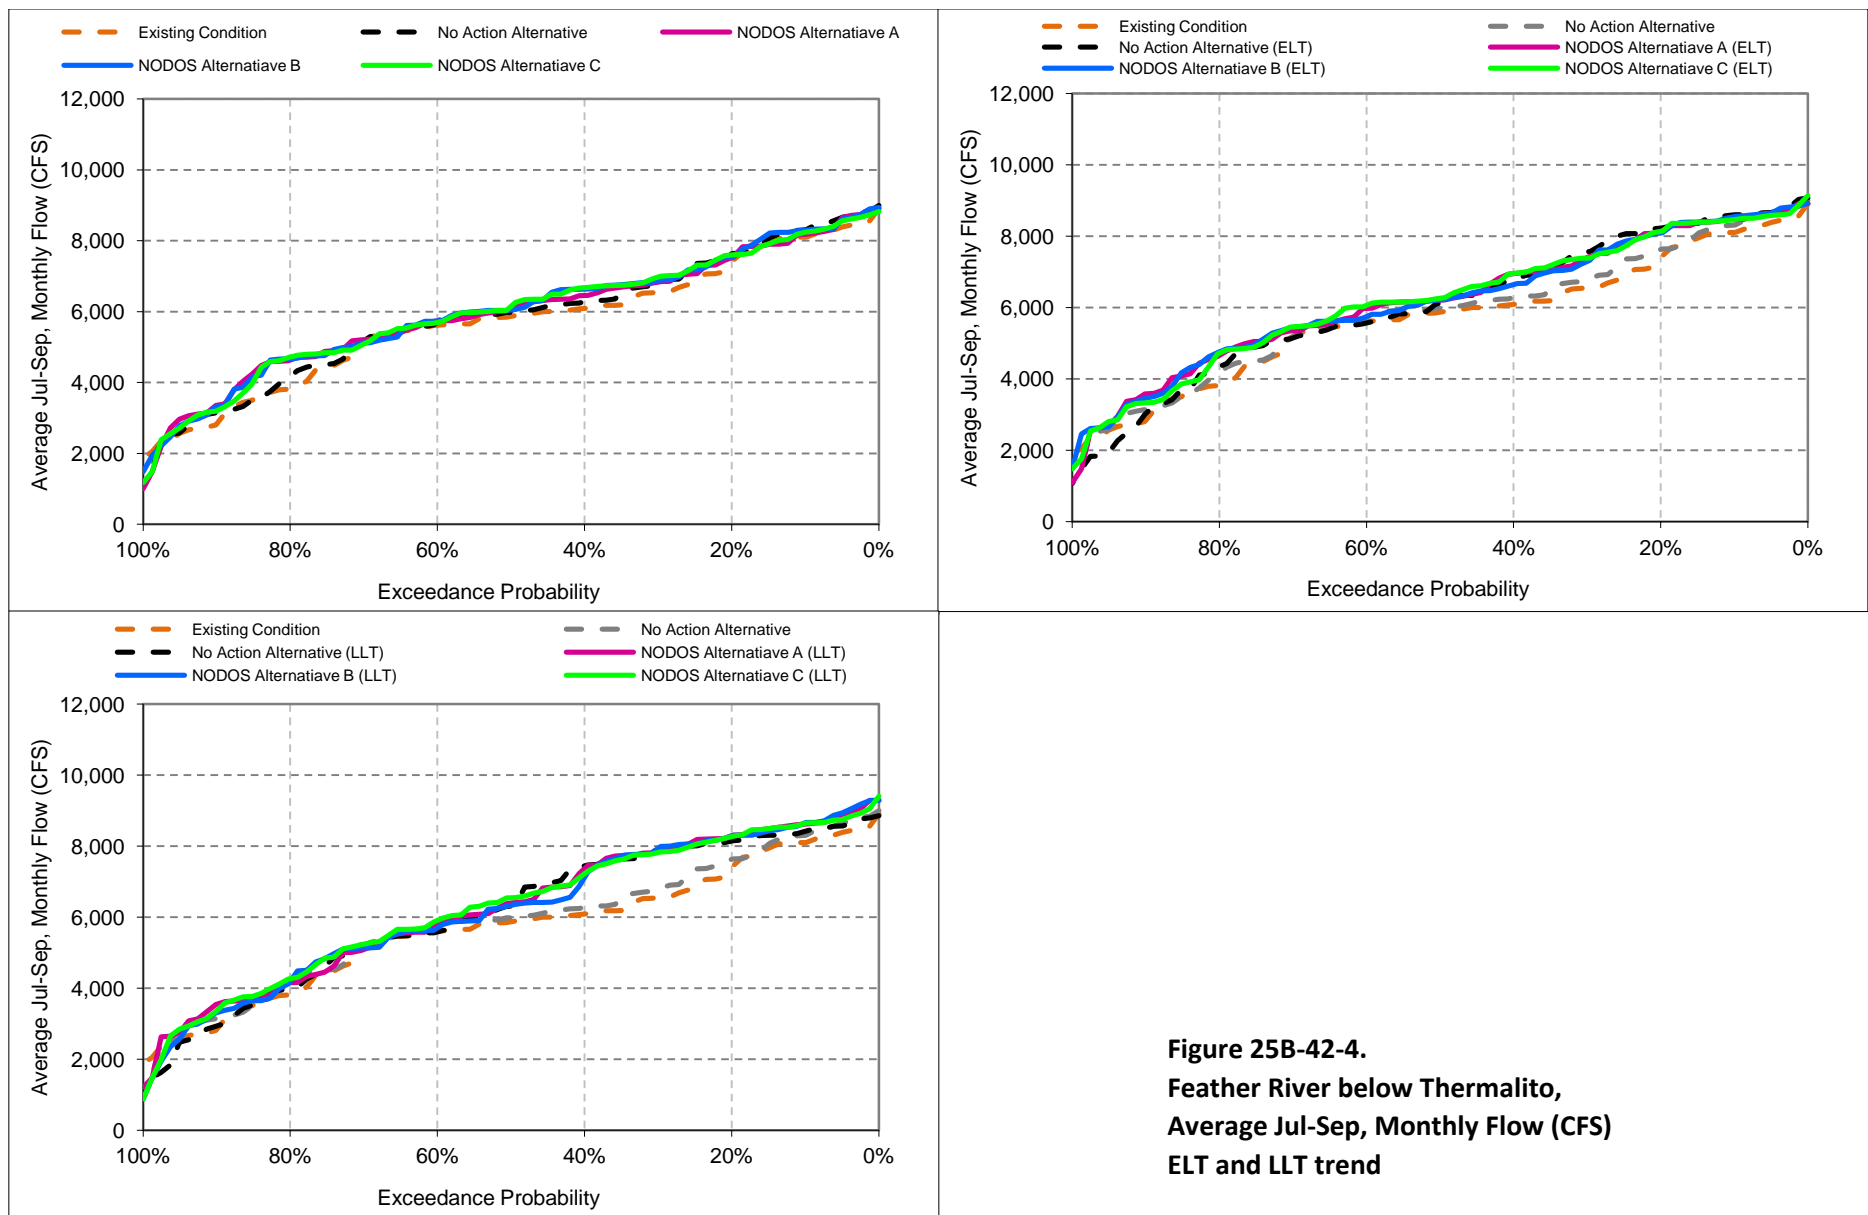 Existing Condition
No Action Alternative
NODOS Alternatiave A
NODOS Alternatiave B
NODOS Alternatiave C
12,000
10,000
8,000
6,000
4,000
2,000
0
Average Jul-Sep, Monthly Flow (CFS)
100% 80% 60% 40% 20% 0%
Exceedance Probability
Existing Condition
No Action Alternative
No Action Alternative (ELT)
NODOS Alternatiave A (ELT)
NODOS Alternatiave B (ELT)
NODOS Alternatiave C (ELT)
12,000
10,000
8,000
6,000
4,000
2,000
0
Average Jul-Sep, Monthly Flow (CFS)
100% 80% 60% 40% 20% 0%
Exceedance Probability
Existing Condition
No Action Alternative
No Action Alternative (LLT)
NODOS Alternatiave A (LLT)
NODOS Alternatiave B (LLT)
NODOS Alternatiave C (LLT)
12,000
10,000
8,000
6,000
4,000
2,000
0
Average Jul-Sep, Monthly Flow (CFS)
100% 80% 60% 40% 20% 0%
Exceedance Probability
Figure 25B-42-4.
Feather River below Thermalito,
Average Jul-Sep, Monthly Flow (CFS)
ELT and LLT trend